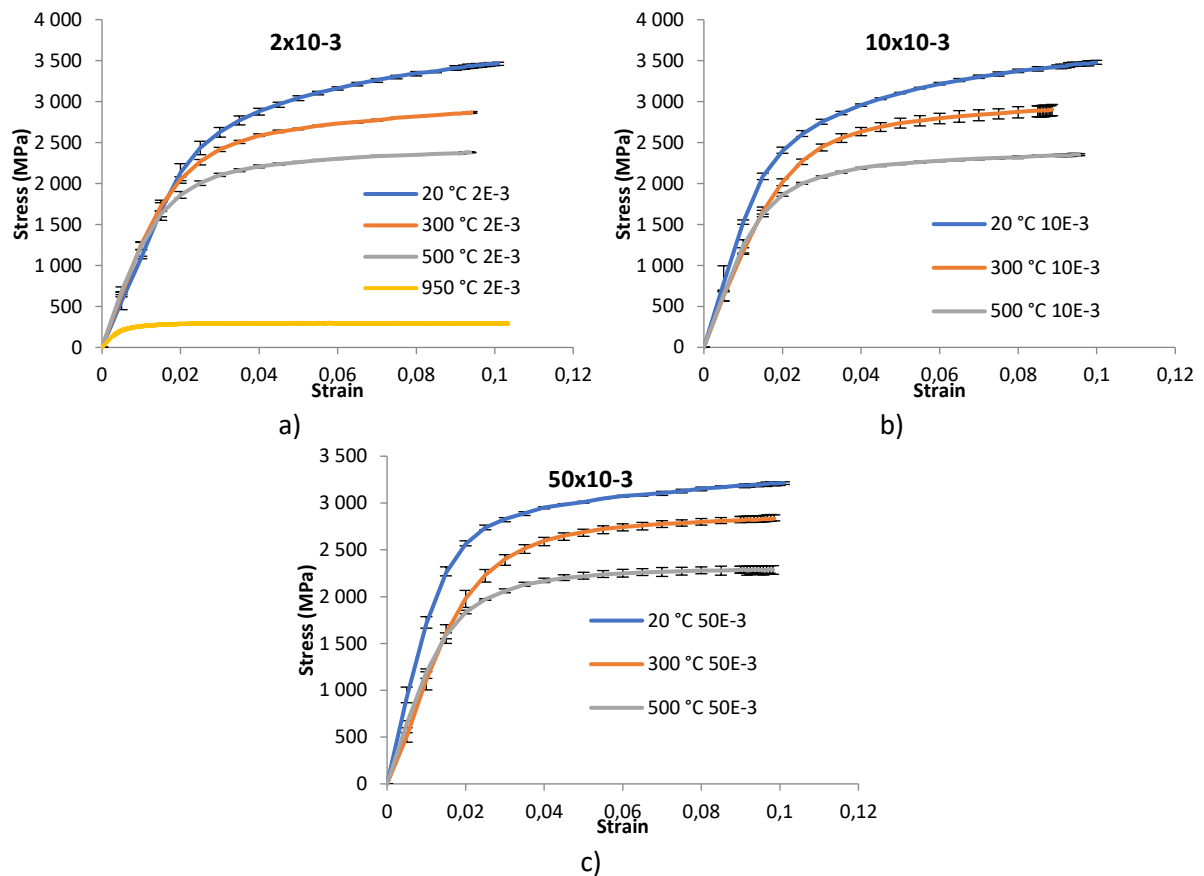 2x10-3
Stress (MPa)
4 000
3 500
3 000
2 500
2 000
1 500
1 000
500
0
20 °C 2E-3
300 °C 2E-3
500 °C 2E-3
950 °C 2E-3
0 0,02 0,04 0,06 0,08 0,1 0,12
Strain
a)
10x10-3
Stress (MPa)
4 000
3 500
3 000
2 500
2 000
1 500
1 000
500
0
20 °C 10E-3
300 °C 10E-3
500 °C 10E-3
0 0,02 0,04 0,06 0,08 0,1 0,12
Strain
b)
50x10-3
Stress (MPa)
3 500
3 000
2 500
2 000
1 500
1 000
500
0
20 °C 50E-3
300 °C 50E-3
500 °C 50E-3
0 0,02 0,04 0,06 0,08 0,1 0,12
Strain
c)